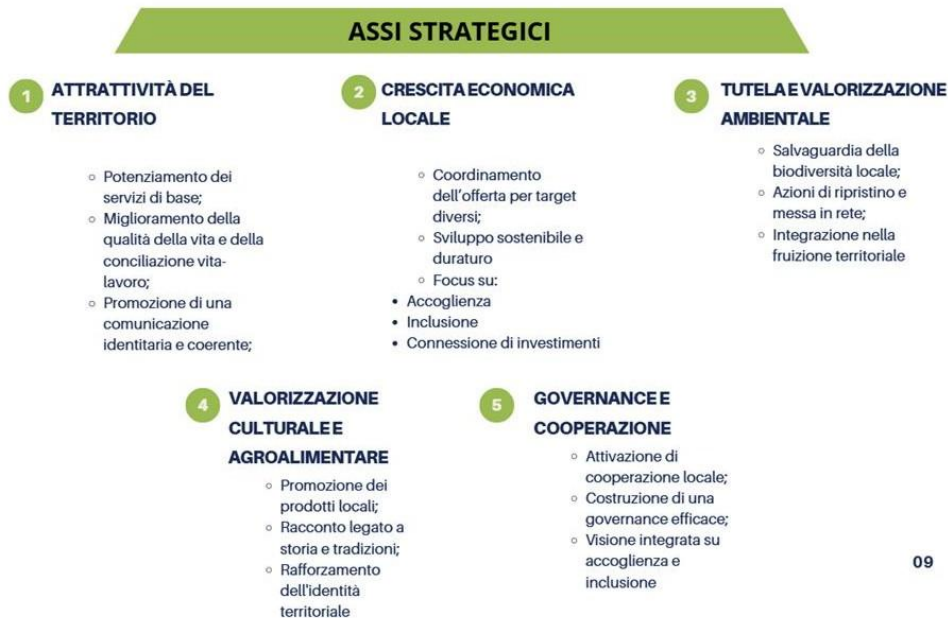 ASSI STRATEGICI
1 ATTRATTIVITÀ DEL
TERRITORIO
◦ Potenziamento dei
servizi di base;
◦ Miglioramento della
qualità della vita e della
conciliazione vita-
lavoro;
◦ Promozione di una
comunicazione
identitaria e coerente;
2 CRESCITA ECONOMICA
LOCALE
◦ Coordinamento
dell'offerta per target
diversi;
◦ Sviluppo sostenibile e
duraturo
◦ Focus su:
• Accoglienza
• Inclusione
• Connessione di investimenti
3 TUTELA E VALORIZZAZIONE
AMBIENTALE
◦ Salvaguardia della
biodiversità locale;
◦ Azioni di ripristino e
messa in rete;
◦ Integrazione nella
fruizione territoriale
4 VALORIZZAZIONE
CULTURALE E
AGROALIMENTARE
◦ Promozione dei
prodotti locali;
◦ Racconto legato a
storia e tradizioni;
◦ Rafforzamento
dell'identità
territoriale
5 GOVERNANCE E
COOPERAZIONE
◦ Attivazione di
cooperazione locale;
◦ Costruzione di una
governance efficace;
◦ Visione integrata su
accoglienza e
inclusione
09